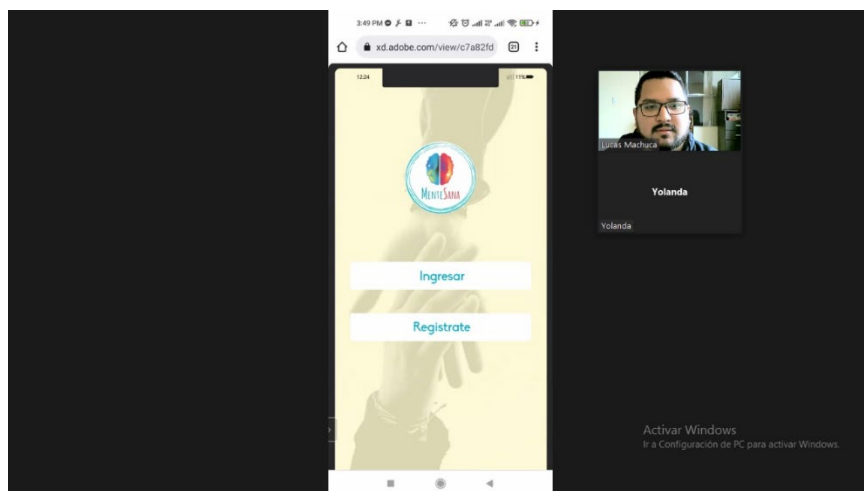 3:49 PM
xd.adobe.com/view/c7a82fd
21
12:24
11%
MENTESANA
Ingresar
Registrate
Lucas Machuca
Yolanda
Yolanda
Activar Windows
Ir a Configuración de PC para activar Windows.